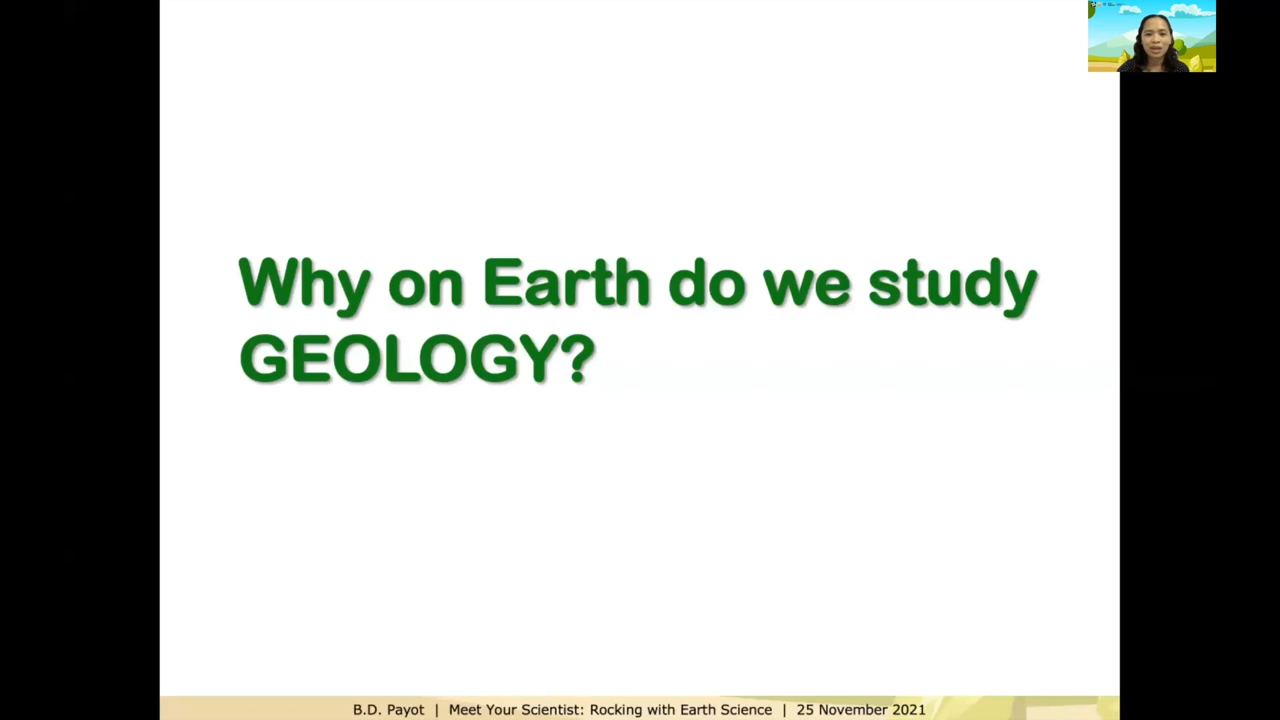 Why on Earth do we study
GEOLOGY?
B.D. Payot | Meet Your Scientist: Rocking with Earth Science | 25 November 2021